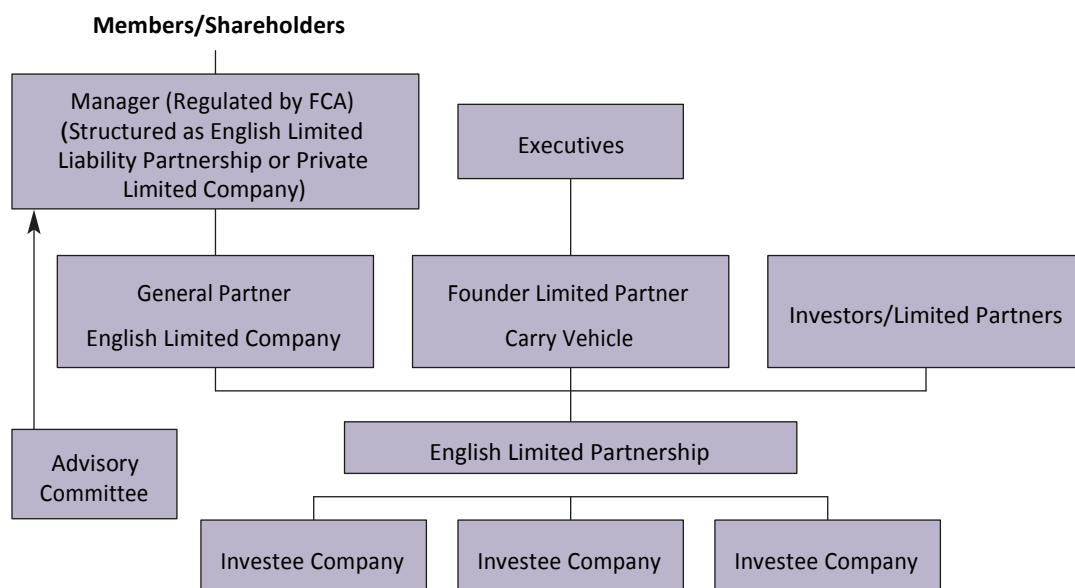 Members/Shareholders
Manager (Regulated by FCA)
(Structured as English Limited
Liability Partnership or Private
Limited Company)
Executives
General Partner
English Limited Company
Founder Limited Partner
Carry Vehicle
Investors/Limited Partners
Advisory
Committee
English Limited Partnership
Investee Company
Investee Company
Investee Company